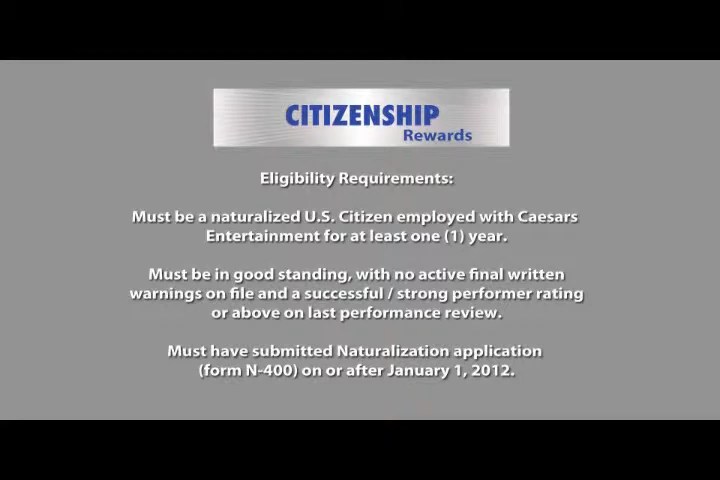 CITIZENSHIP
Rewards
Eligibility Requirements:
Must be a naturalized U.S. Citizen employed with Caesars
Entertainment for at least one (1) year.
Must be in good standing, with no active final written
warnings on file and a successful / strong performer rating
or above on last performance review.
Must have submitted Naturalization application
(form N-400) on or after January 1, 2012.